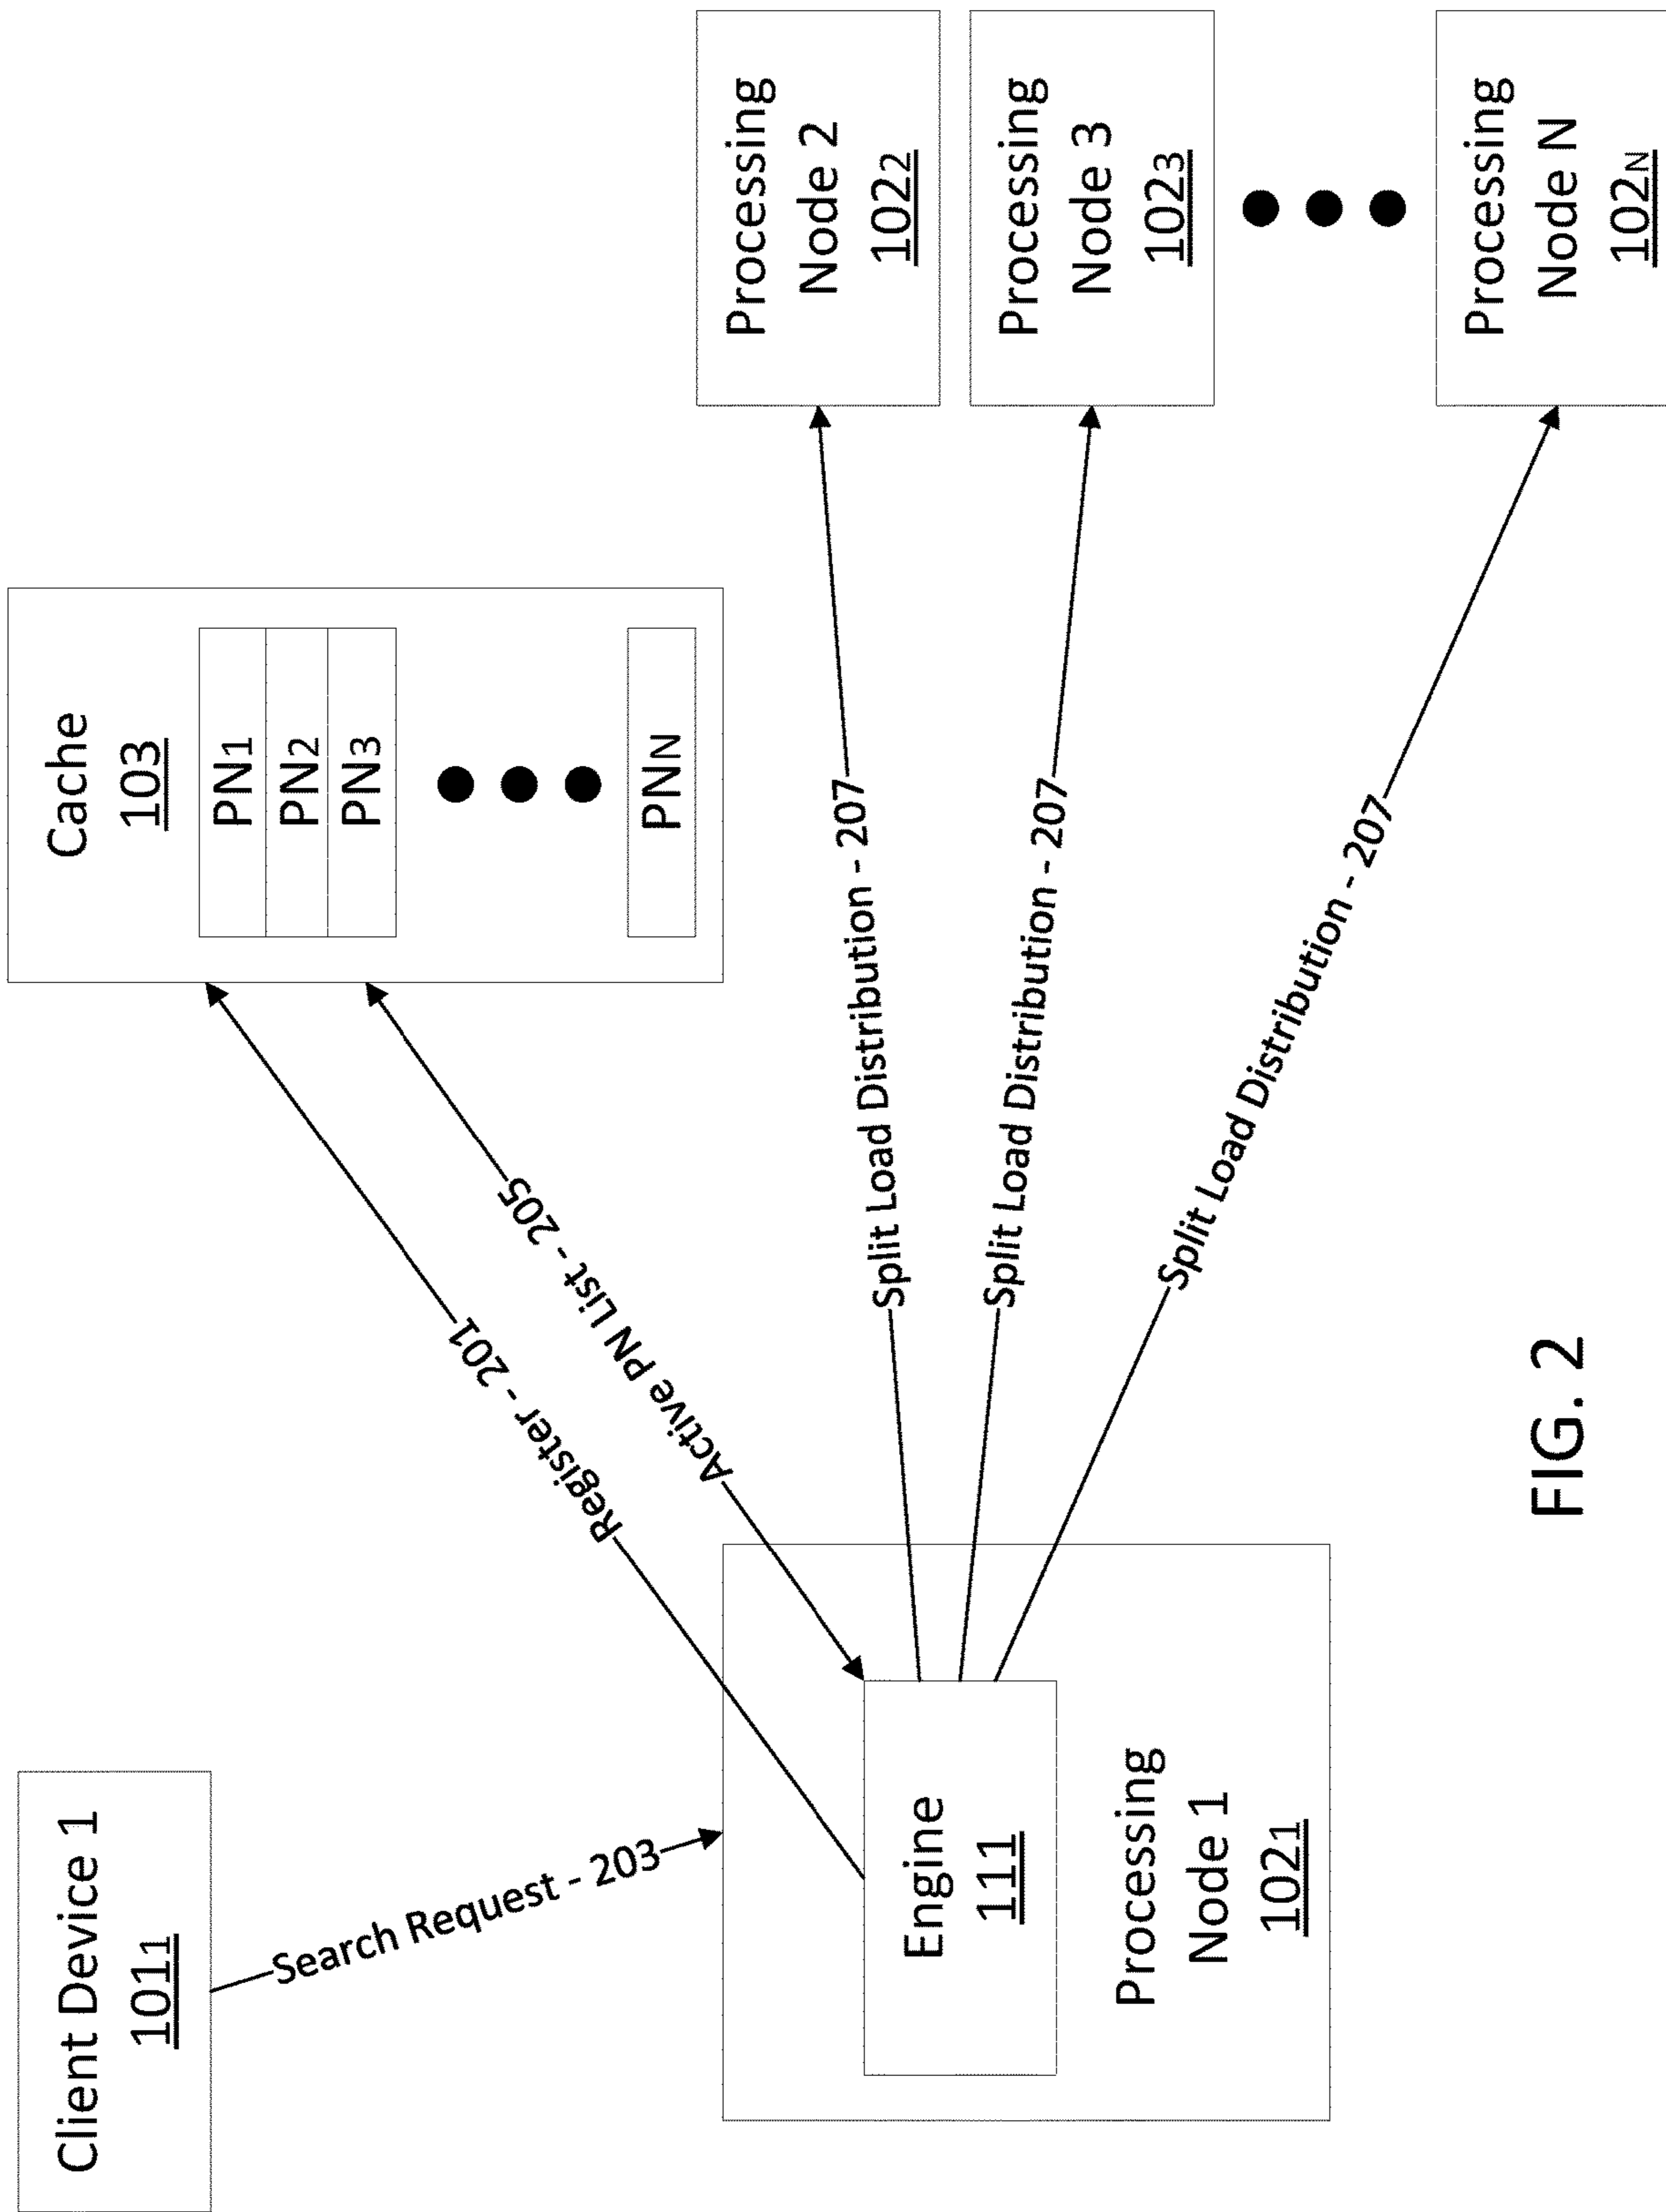 Client Device 1
101₁
Search Request - 203
Cache
103
PN₁
PN₂
PN₃
PNN
Register - 201
Active PN List - 205
Engine
111
Processing
Node 1
102₁
Split Load Distribution - 207
Split Load Distribution - 207
Split Load Distribution - 207
Processing
Node 2
102₂
Processing
Node 3
102₃
Processing
Node N
102N
FIG. 2